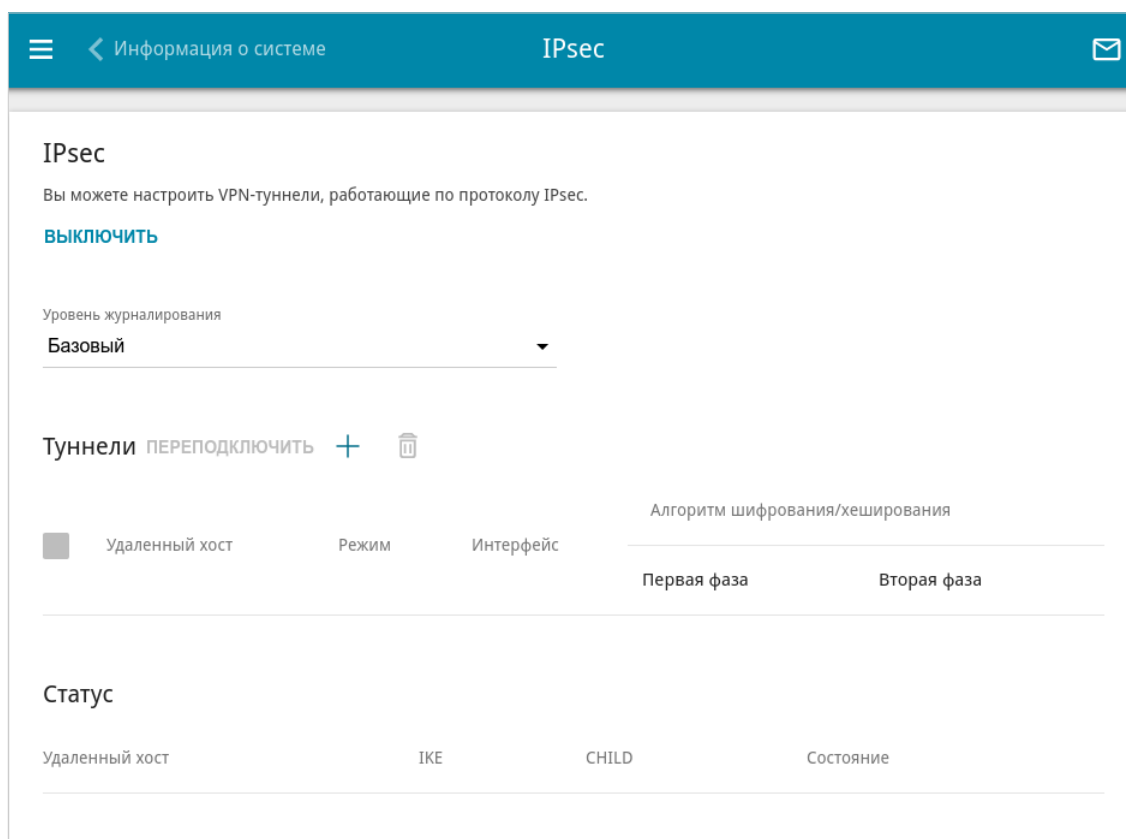 Информация о системе
IPsec
IPsec
Вы можете настроить VPN-туннели, работающие по протоколу IPsec.
ВЫКЛЮЧИТЬ
Уровень журналирования
Базовый
Туннели ПЕРЕПОДКЛЮЧИТЬ
Алгоритм шифрования/хеширования
Удаленный хост Режим Интерфейс
Первая фаза Вторая фаза
Статус
Удаленный хост IKE CHILD Состояние